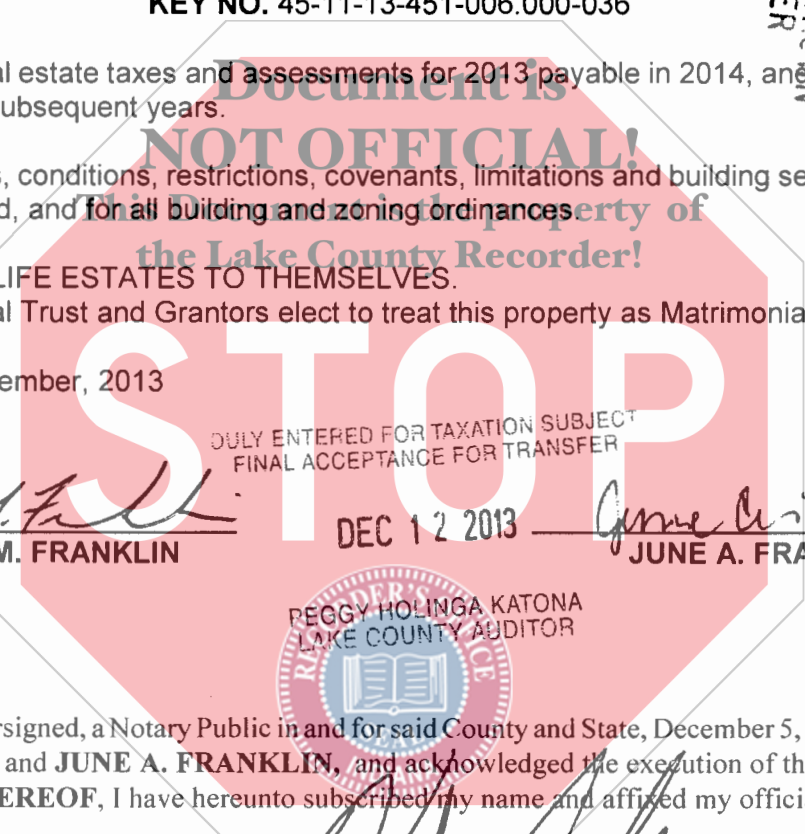 KEY NO. 45-11-13-451-006.000-036
al estate taxes and assessments for 2013 payable in 2014, and
subsequent years.
Document is
NOT OFFICIAL!
This Document is the property of
the Lake County Recorder!
s, conditions, restrictions, covenants, limitations and building se
d, and for all building and zoning ordinances.
LIFE ESTATES TO THEMSELVES.
al Trust and Grantors elect to treat this property as Matrimonia
STOP
ember, 2013
DULY ENTERED FOR TAXATION SUBJECT
FINAL ACCEPTANCE FOR TRANSFER
DEC 12 2013
M. FRANKLIN
JUNE A. FRA
PEGGY HOLINGA KATONA
LAKE COUNTY AUDITOR
RECORDER'S OFFICE
SEAL
INDIANA
rsigned, a Notary Public in and for said County and State, December 5,
and JUNE A. FRANKLIN, and acknowledged the execution of th
EREOF, I have hereunto subscribed my name and affixed my offici